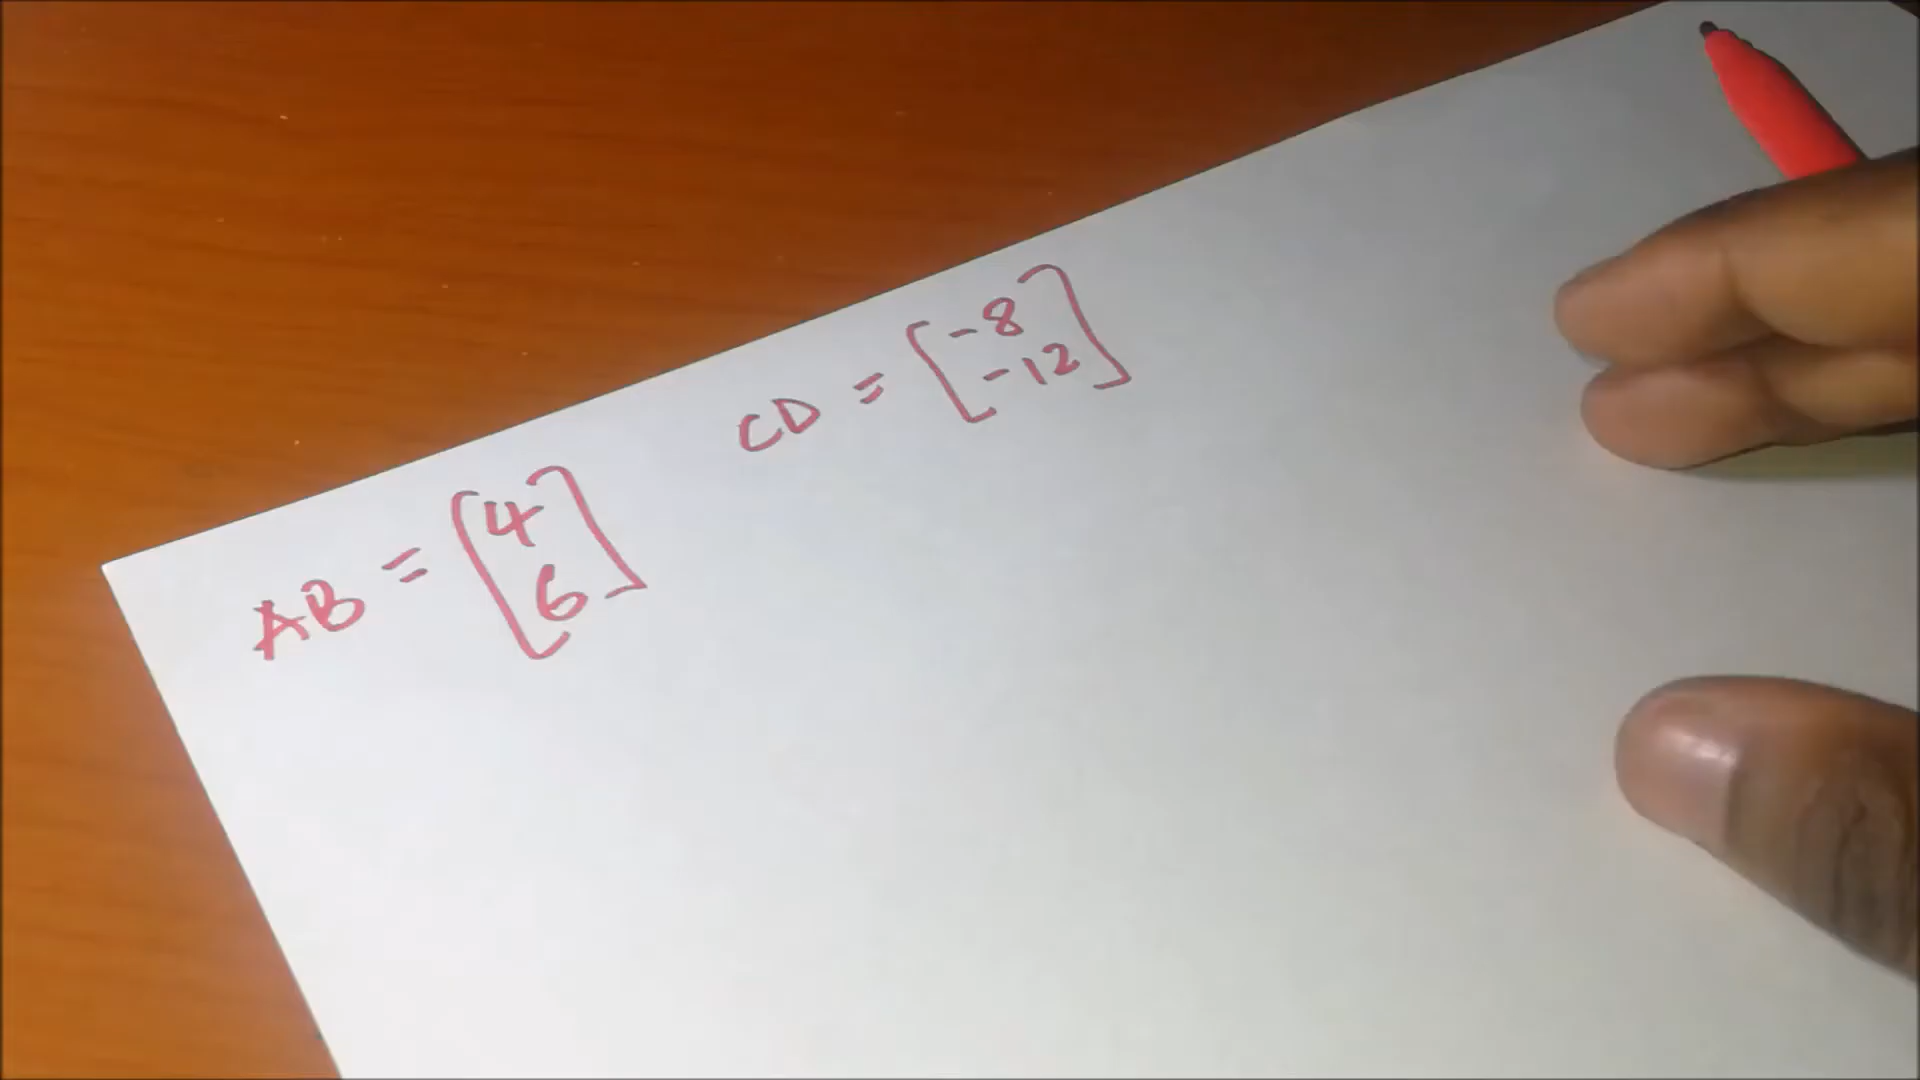 AB = [4
6]
CD = [-8
-12]